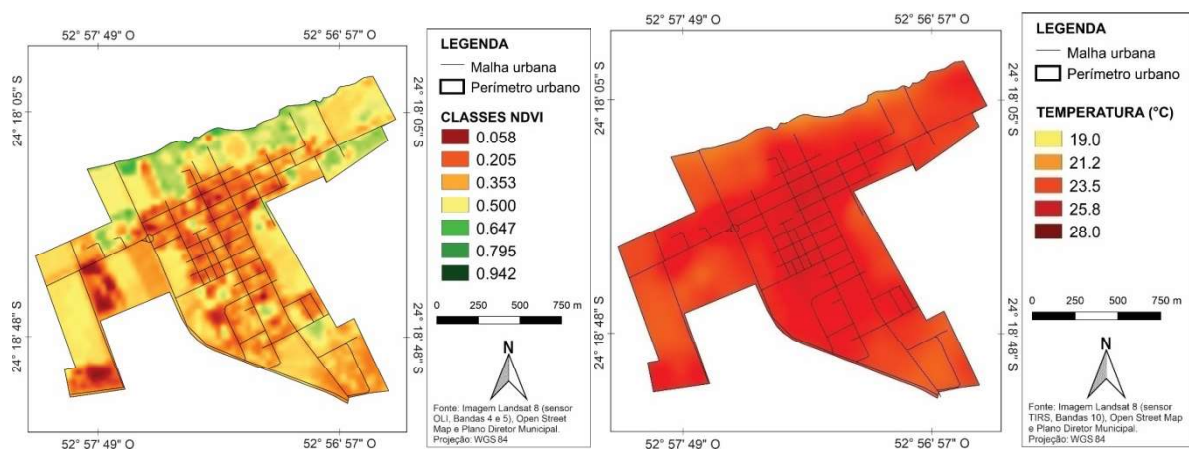 52° 57' 49" O
52° 56' 57" O
24° 18' 05" S
24° 18' 05" S
24° 18' 48" S
24° 18' 48" S
52° 57' 49" O
52° 56' 57" O
LEGENDA
Malha urbana
Perímetro urbano
CLASSES NDVI
0.058
0.205
0.353
0.500
0.647
0.795
0.942
0 250 500 750 m
N
Fonte: Imagem Landsat 8 (sensor
OLI, Bandas 4 e 5), Open Street
Map e Plano Diretor Municipal.
Projeção: WGS 84
52° 57' 49" O
52° 56' 57" O
24° 18' 05" S
24° 18' 05" S
24° 18' 48" S
24° 18' 48" S
52° 57' 49" O
52° 56' 57" O
LEGENDA
Malha urbana
Perímetro urbano
TEMPERATURA (°C)
19.0
21.2
23.5
25.8
28.0
0 250 500 750 m
N
Fonte: Imagem Landsat 8 (sensor
TIRS, Bandas 10), Open Street Map
e Plano Diretor Municipal.
Projeção: WGS 84